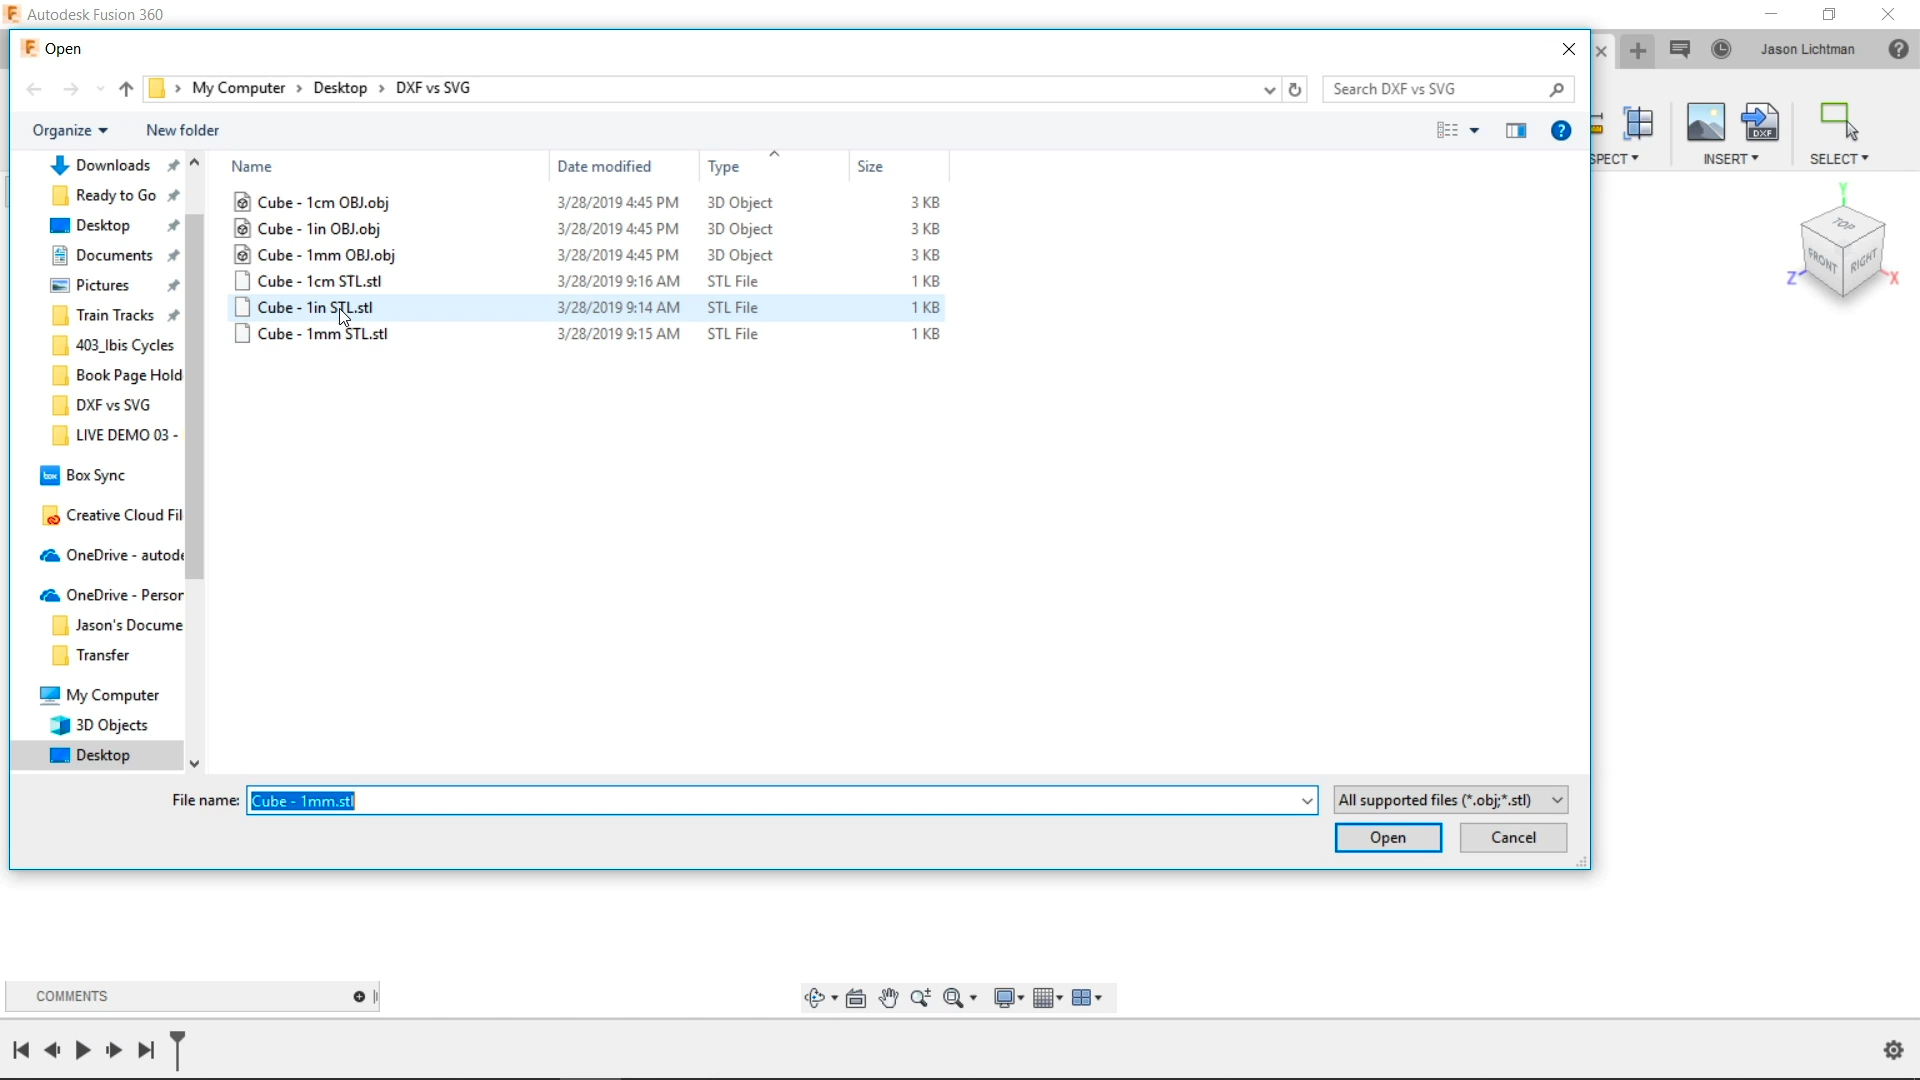 Autodesk Fusion 360
Open
Jason Lichtman
My Computer > Desktop > DXF vs SVG
Search DXF vs SVG
Organize
New folder
PECT
INSERT
SELECT
DXF
TOP
FRONT
RIGHT
Y
Z
X
Name Date modified Type Size
Cube - 1cm OBJ.obj 3/28/2019 4:45 PM 3D Object 3 KB
Cube - 1in OBJ.obj 3/28/2019 4:45 PM 3D Object 3 KB
Cube - 1mm OBJ.obj 3/28/2019 4:45 PM 3D Object 3 KB
Cube - 1cm STL.stl 3/28/2019 9:16 AM STL File 1 KB
Cube - 1in STL.stl 3/28/2019 9:14 AM STL File 1 KB
Cube - 1mm STL.stl 3/28/2019 9:15 AM STL File 1 KB
Downloads
Ready to Go
Desktop
Documents
Pictures
Train Tracks
403_Ibis Cycles
Book Page Hold
DXF vs SVG
LIVE DEMO 03 -
box Box Sync
Creative Cloud Fil
OneDrive - autode
OneDrive - Person
Jason's Docume
Transfer
My Computer
3D Objects
Desktop
File name: Cube - 1mm.stl
All supported files (*.obj;*.stl)
Open
Cancel
COMMENTS